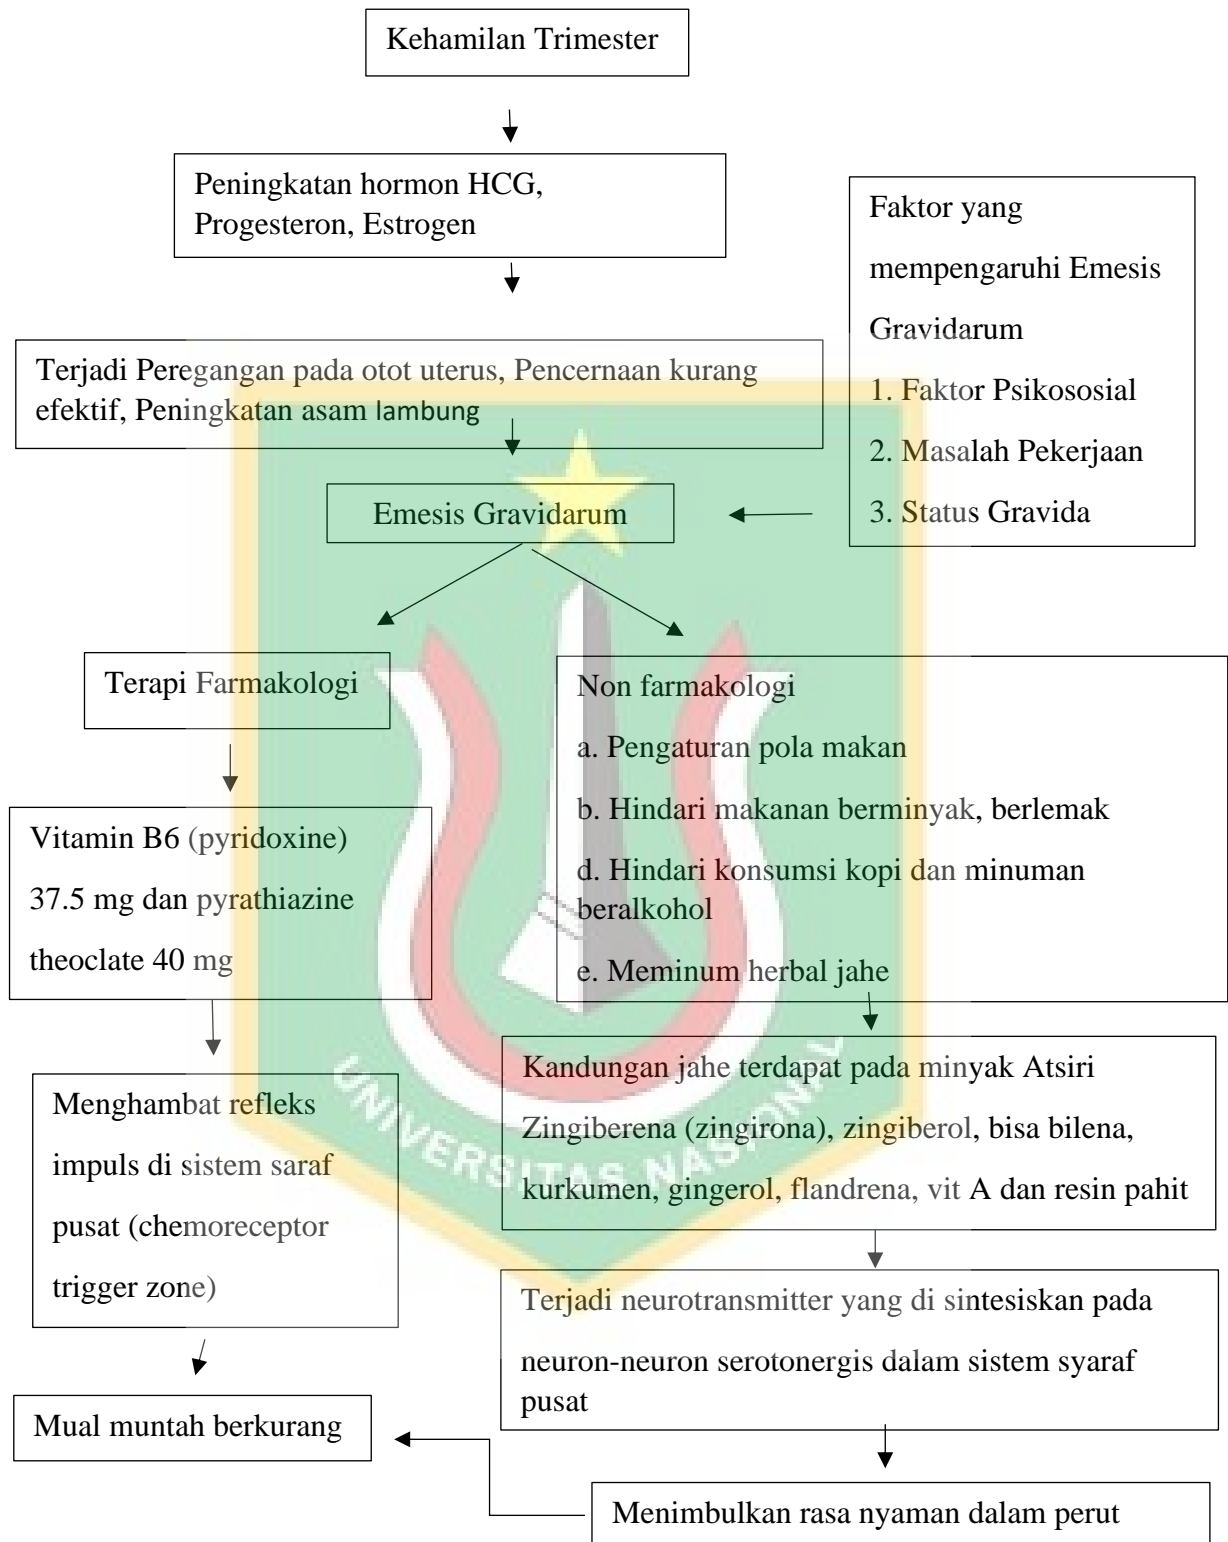 Kehamilan Trimester
Peningkatan hormon HCG,
Progesteron, Estrogen
Faktor yang
mempengaruhi Emesis
Gravidarum
1. Faktor Psikososial
2. Masalah Pekerjaan
3. Status Gravida
Terjadi Peregangan pada otot uterus, Pencernaan kurang
efektif, Peningkatan asam lambung
Emesis Gravidarum
Terapi Farmakologi
Non farmakologi
a. Pengaturan pola makan
b. Hindari makanan berminyak, berlemak
d. Hindari konsumsi kopi dan minuman
beralkohol
e. Meminum herbal jahe
Vitamin B6 (pyridoxine)
37.5 mg dan pyrathiazine
theoclate 40 mg
Menghambat refleks
impuls di sistem saraf
pusat (chemoreceptor
trigger zone)
Kandungan jahe terdapat pada minyak Atsiri
Zingiberena (zingirona), zingiberol, bisa bilena,
kurkumen, gingerol, flandrena, vit A dan resin pahit
Terjadi neurotransmitter yang di sintesiskan pada
neuron-neuron serotonergis dalam sistem syaraf
pusat
Mual muntah berkurang
Menimbulkan rasa nyaman dalam perut
UNIVERSITAS NASIONAL